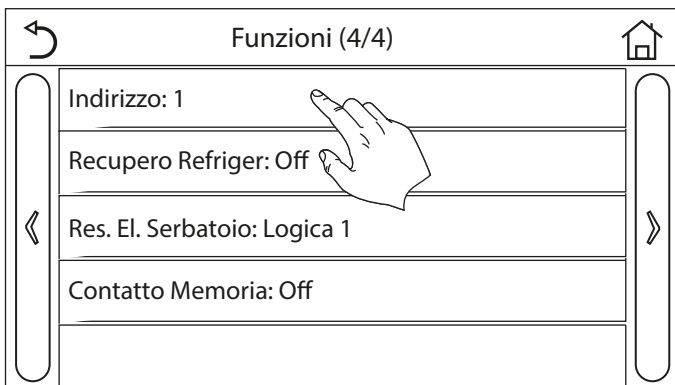 Funzioni (4/4)
Indirizzo: 1
Recupero Refriger: Off
Res. El. Serbatoio: Logica 1
Contatto Memoria: Off